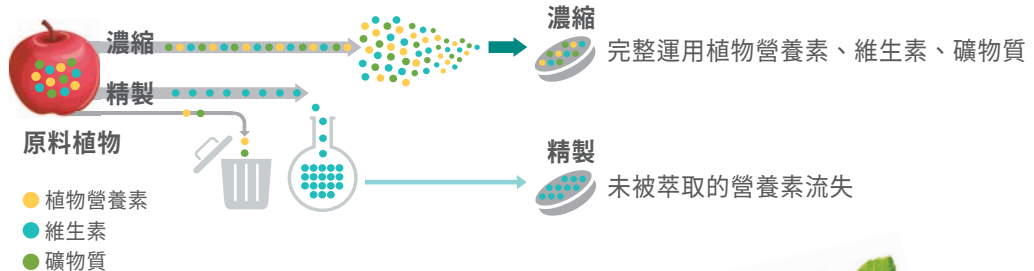 濃縮
濃縮
完整運用植物營養素、維生素、礦物質
精製
原料植物
精製
未被萃取的營養素流失
植物營養素
維生素
礦物質